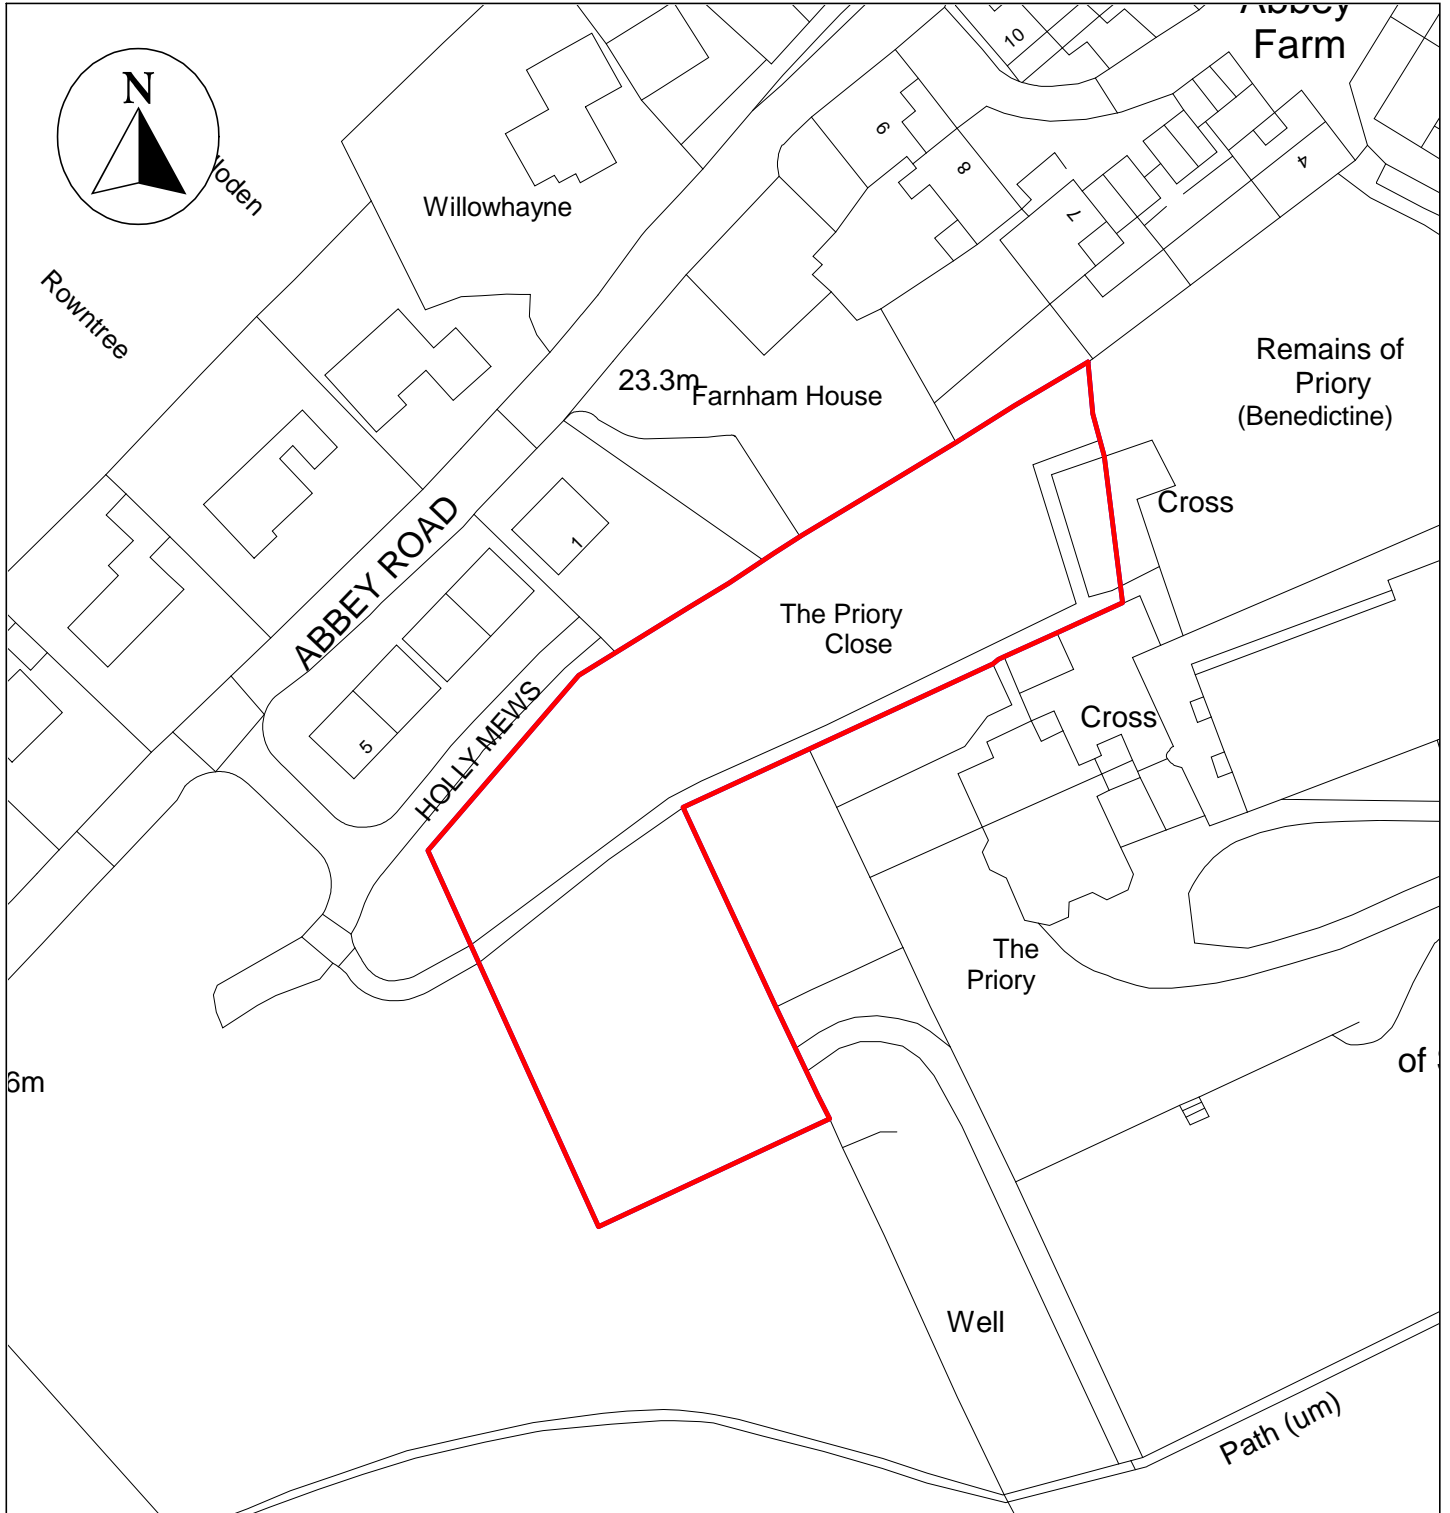 Abbey
Farm
10
N
9
8
4
7
Willowhayne
Rowntree
Remains of
Priory
(Benedictine)
23.3m
Farnham House
Cross
ABBEY ROAD
1
The Priory
Close
HOLLY MEWS
5
Cross
The
Priory
6m
of
Well
Path (um)